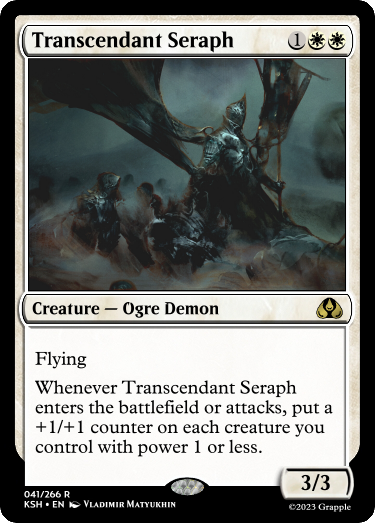 Transcendant Seraph 1
Creature — Ogre Demon
Flying
Whenever Transcendant Seraph
enters the battlefield or attacks, put a
+1/+1 counter on each creature you
control with power 1 or less.
3/3
041/266 R
KSH • EN Vladimir Matyukhin
©2023 Grapple